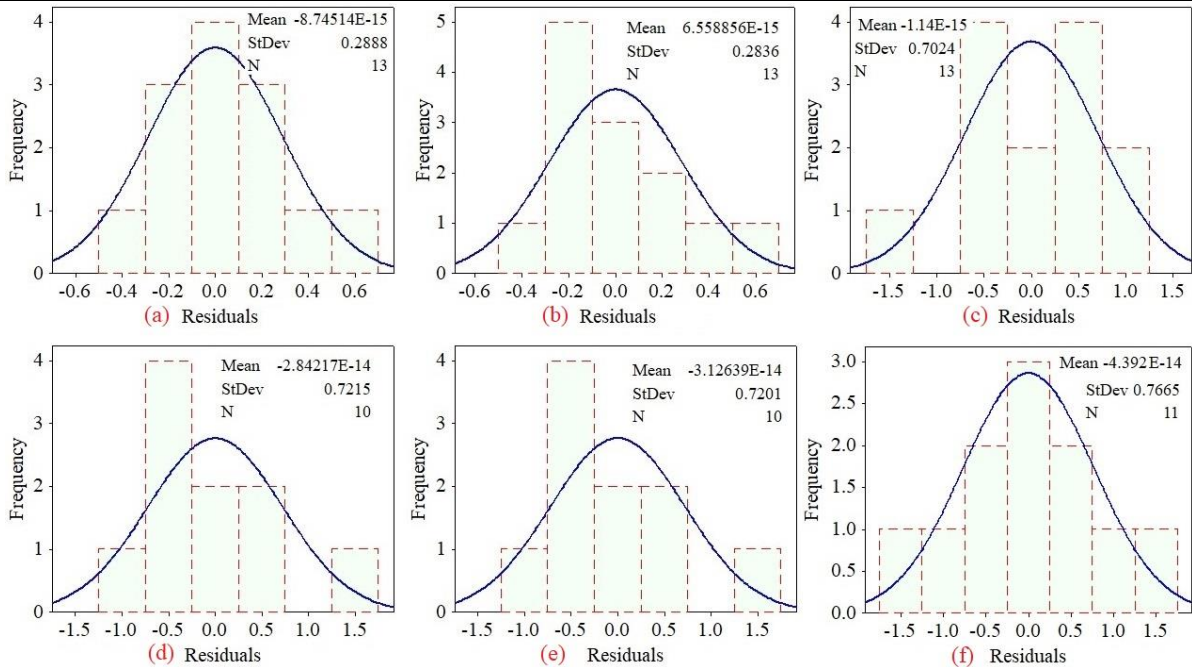 Mean -8.74514E-15
StDev 0.2888
N 13
4
3
2
1
0
Frequency
-0.6 -0.4 -0.2 0.0 0.2 0.4 0.6
(a) Residuals
Mean 6.558856E-15
StDev 0.2836
N 13
5
4
3
2
1
0
Frequency
-0.6 -0.4 -0.2 0.0 0.2 0.4 0.6
(b) Residuals
Mean -1.14E-15
StDev 0.7024
N 13
4
3
2
1
0
Frequency
-1.5 -1.0 -0.5 0.0 0.5 1.0 1.5
(c) Residuals
Mean -2.84217E-14
StDev 0.7215
N 10
4
3
2
1
0
Frequency
-1.5 -1.0 -0.5 0.0 0.5 1.0 1.5
(d) Residuals
Mean -3.12639E-14
StDev 0.7201
N 10
4
3
2
1
0
Frequency
-1.5 -1.0 -0.5 0.0 0.5 1.0 1.5
(e) Residuals
Mean -4.392E-14
StDev 0.7665
N 11
3.0
2.5
2.0
1.5
1.0
0.5
0.0
Frequency
-1.5 -1.0 -0.5 0.0 0.5 1.0 1.5
(f) Residuals